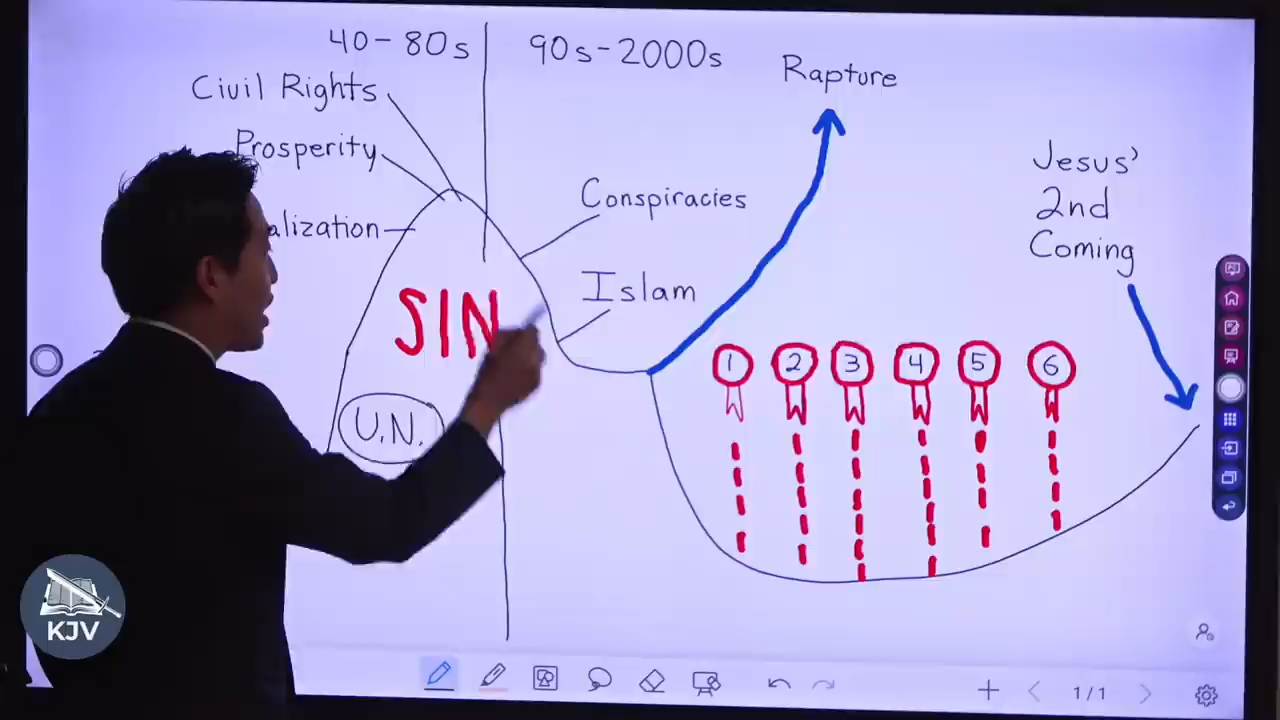 40-80s
90s-2000s
Civil Rights
Rapture
Prosperity
Conspiracies
Jesus'
2nd
Coming
alization
Islam
SIN
1 2 3 4 5 6
U.N.
KJV
1/1